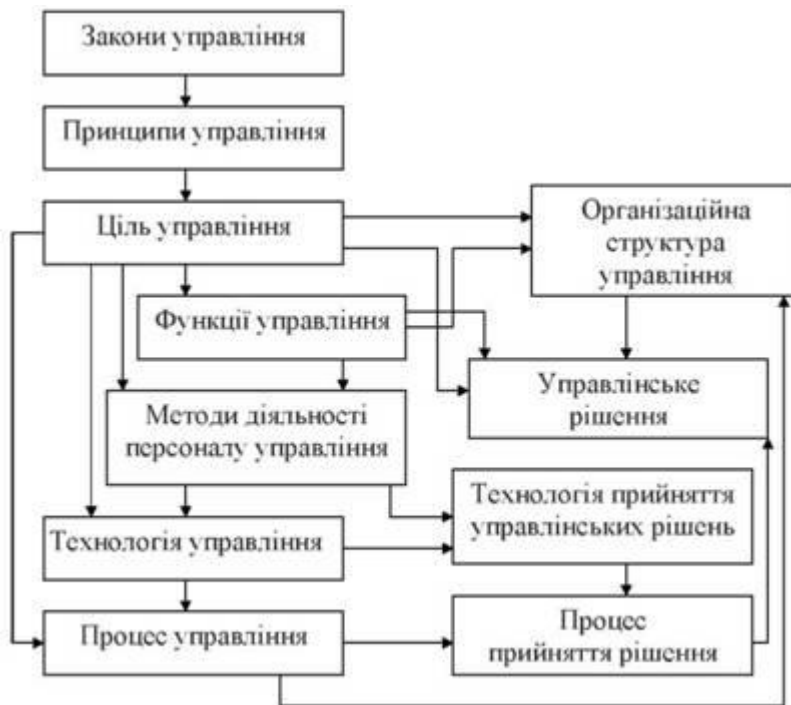 Закони управління
Принципи управління
Ціль управління
Організаційна
структура
управління
Функції управління
Управлінське
рішення
Методи діяльності
персоналу управління
Технологія прийняття
управлінських рішень
Технологія управління
Процес управління
Процес
прийняття рішення